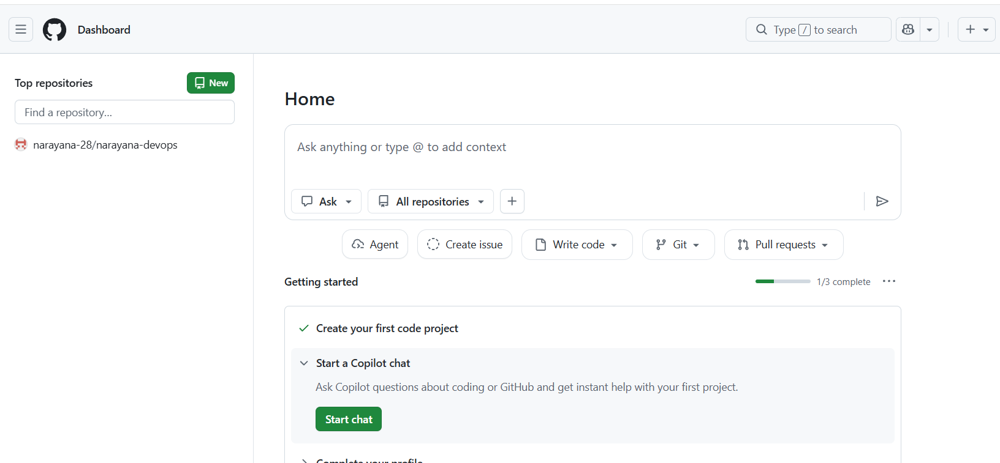 Dashboard
Type / to search
Top repositories
New
Find a repository...
narayana-28/narayana-devops
Home
Ask anything or type @ to add context
Ask
All repositories
Agent
Create issue
Write code
Git
Pull requests
Getting started
1/3 complete
Create your first code project
Start a Copilot chat
Ask Copilot questions about coding or GitHub and get instant help with your first project.
Start chat
Complete your profile